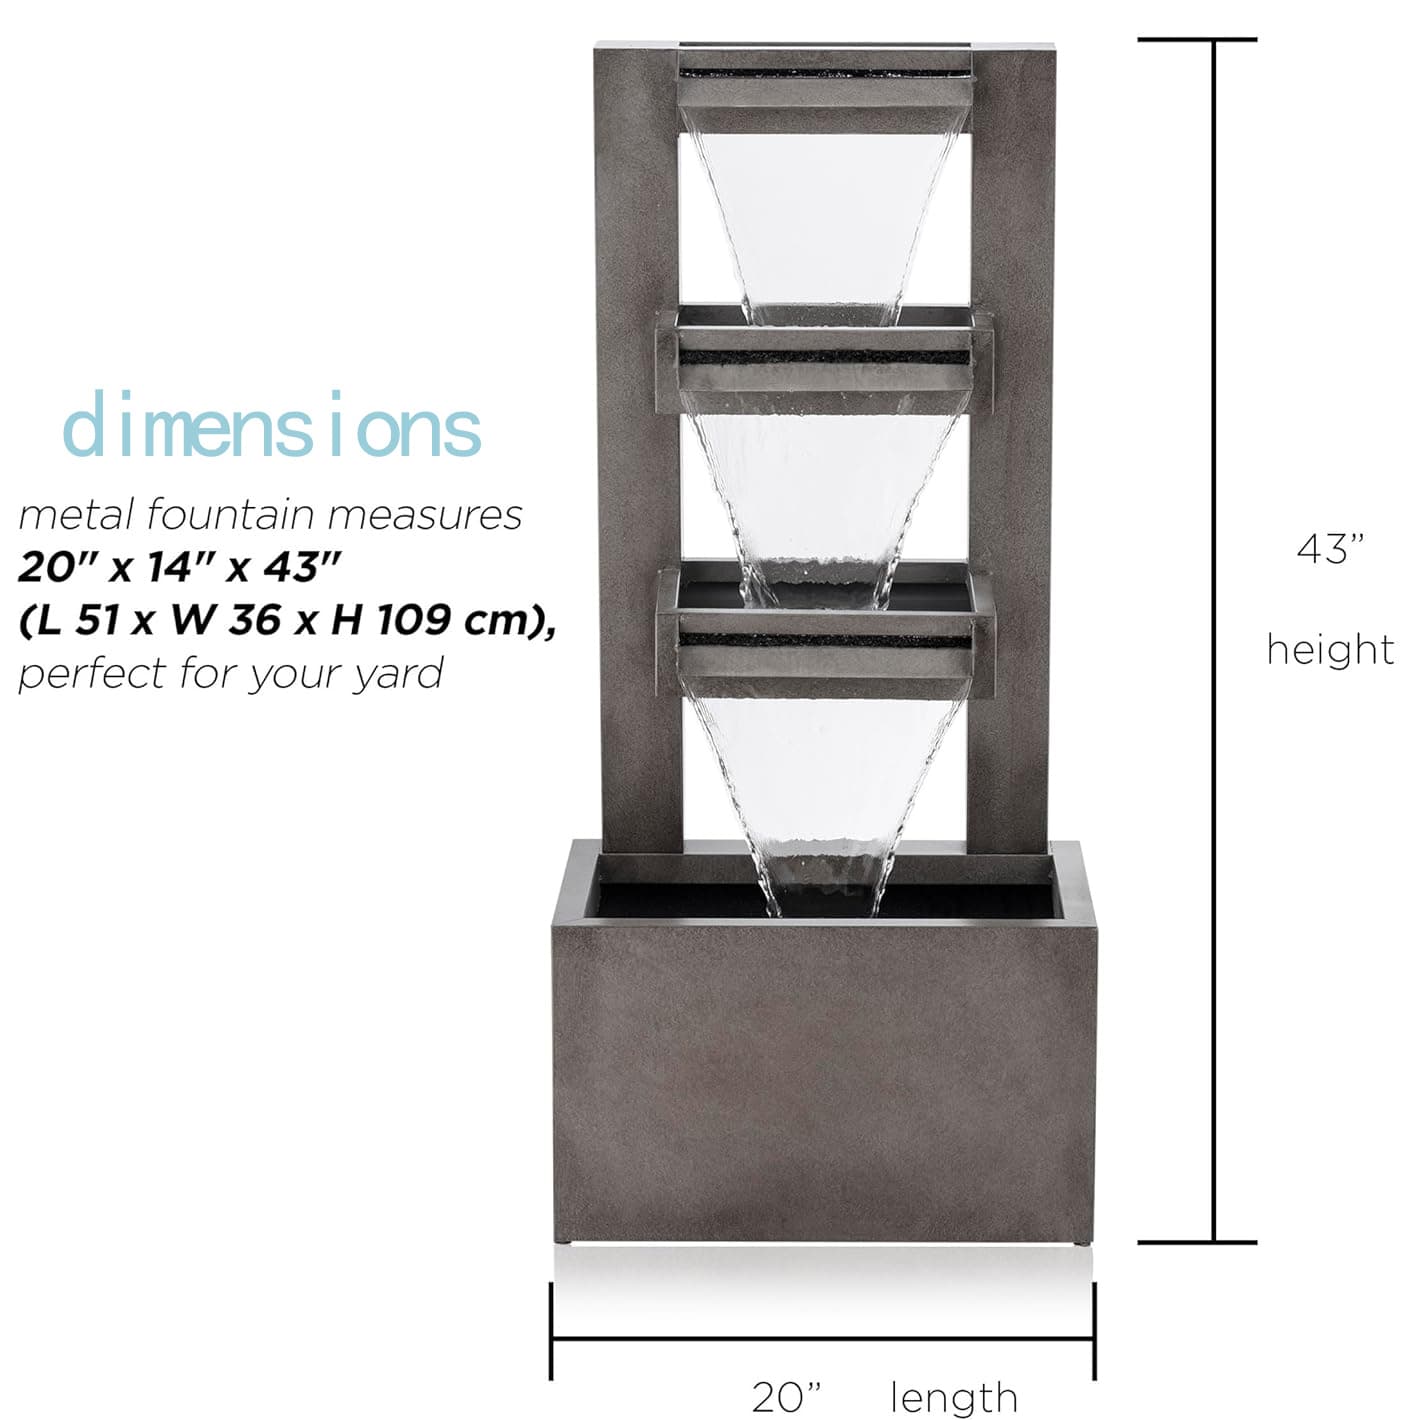 dimensions
metal fountain measures
20" x 14" x 43"
(L 51 x W 36 x H 109 cm),
perfect for your yard
43”
height
20” length